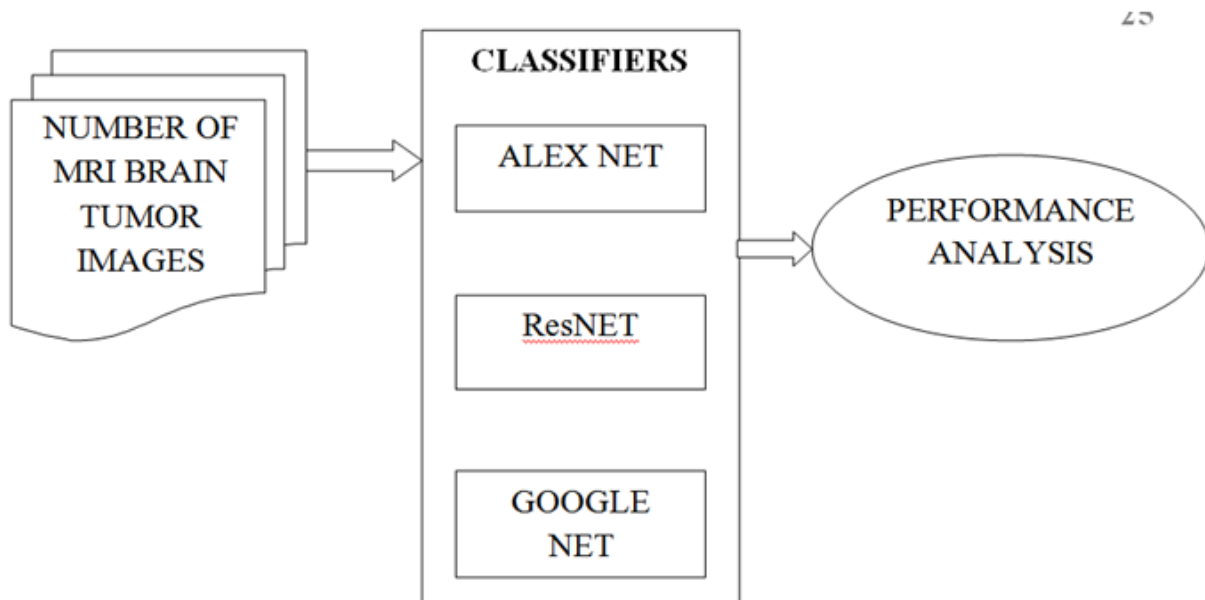 NUMBER OF
MRI BRAIN
TUMOR
IMAGES
CLASSIFIERS
ALEX NET
ResNET
GOOGLE
NET
PERFORMANCE
ANALYSIS